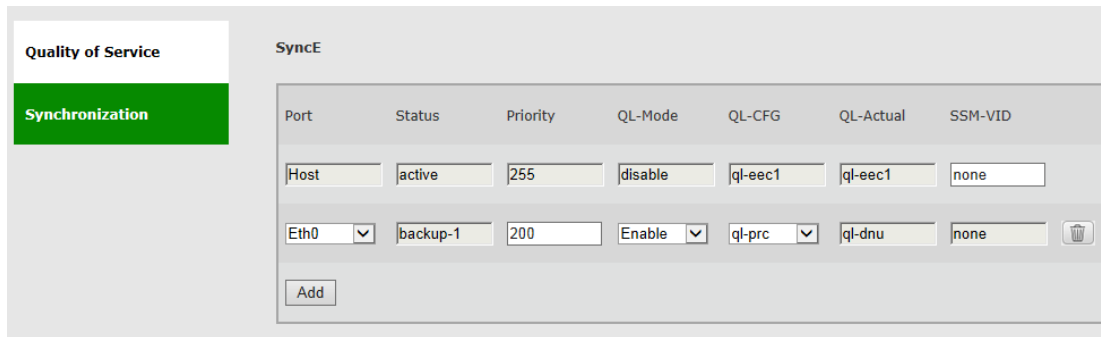 Quality of Service
Synchronization
SyncE
Port Status Priority QL-Mode QL-CFG QL-Actual SSM-VID
Host active 255 disable ql-eec1 ql-eec1 none
Eth0 backup-1 200 Enable ql-prc ql-dnu none
Add